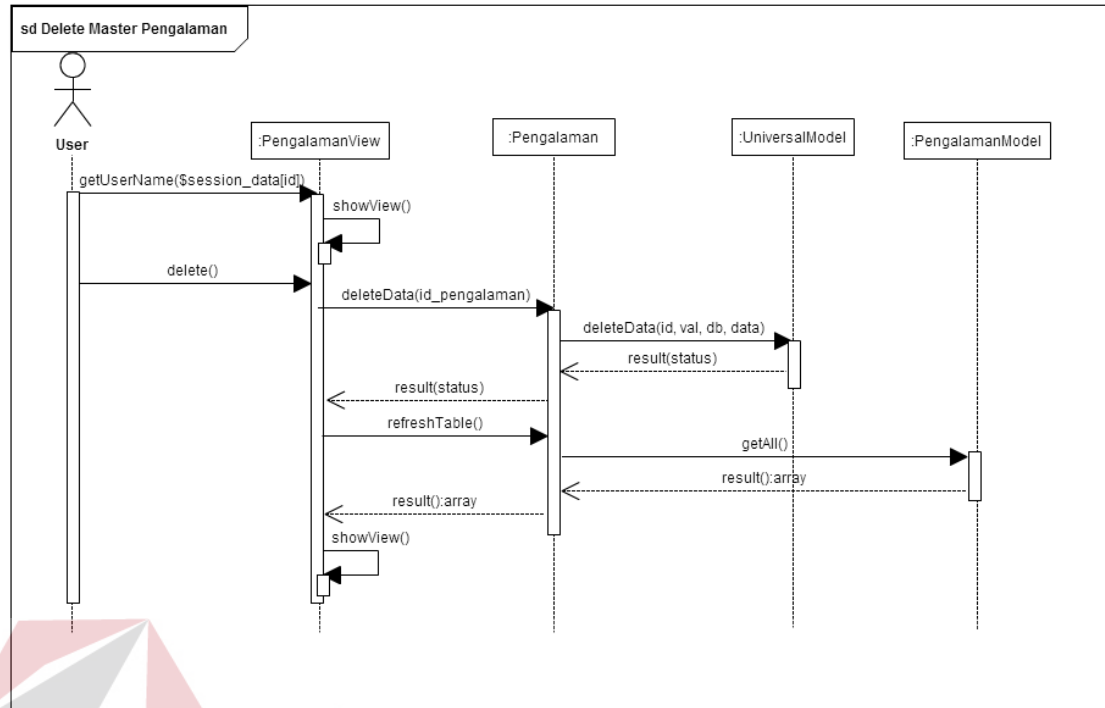 sd Delete Master Pengalaman
User
:PengalamanView
:Pengalaman
:UniversalModel
:PengalamanModel
getUserName($session_data[id])
showView()
delete()
deleteData(id_pengalaman)
deleteData(id, val, db, data)
result(status)
result(status)
refreshTable()
getAll()
result():array
result():array
showView()